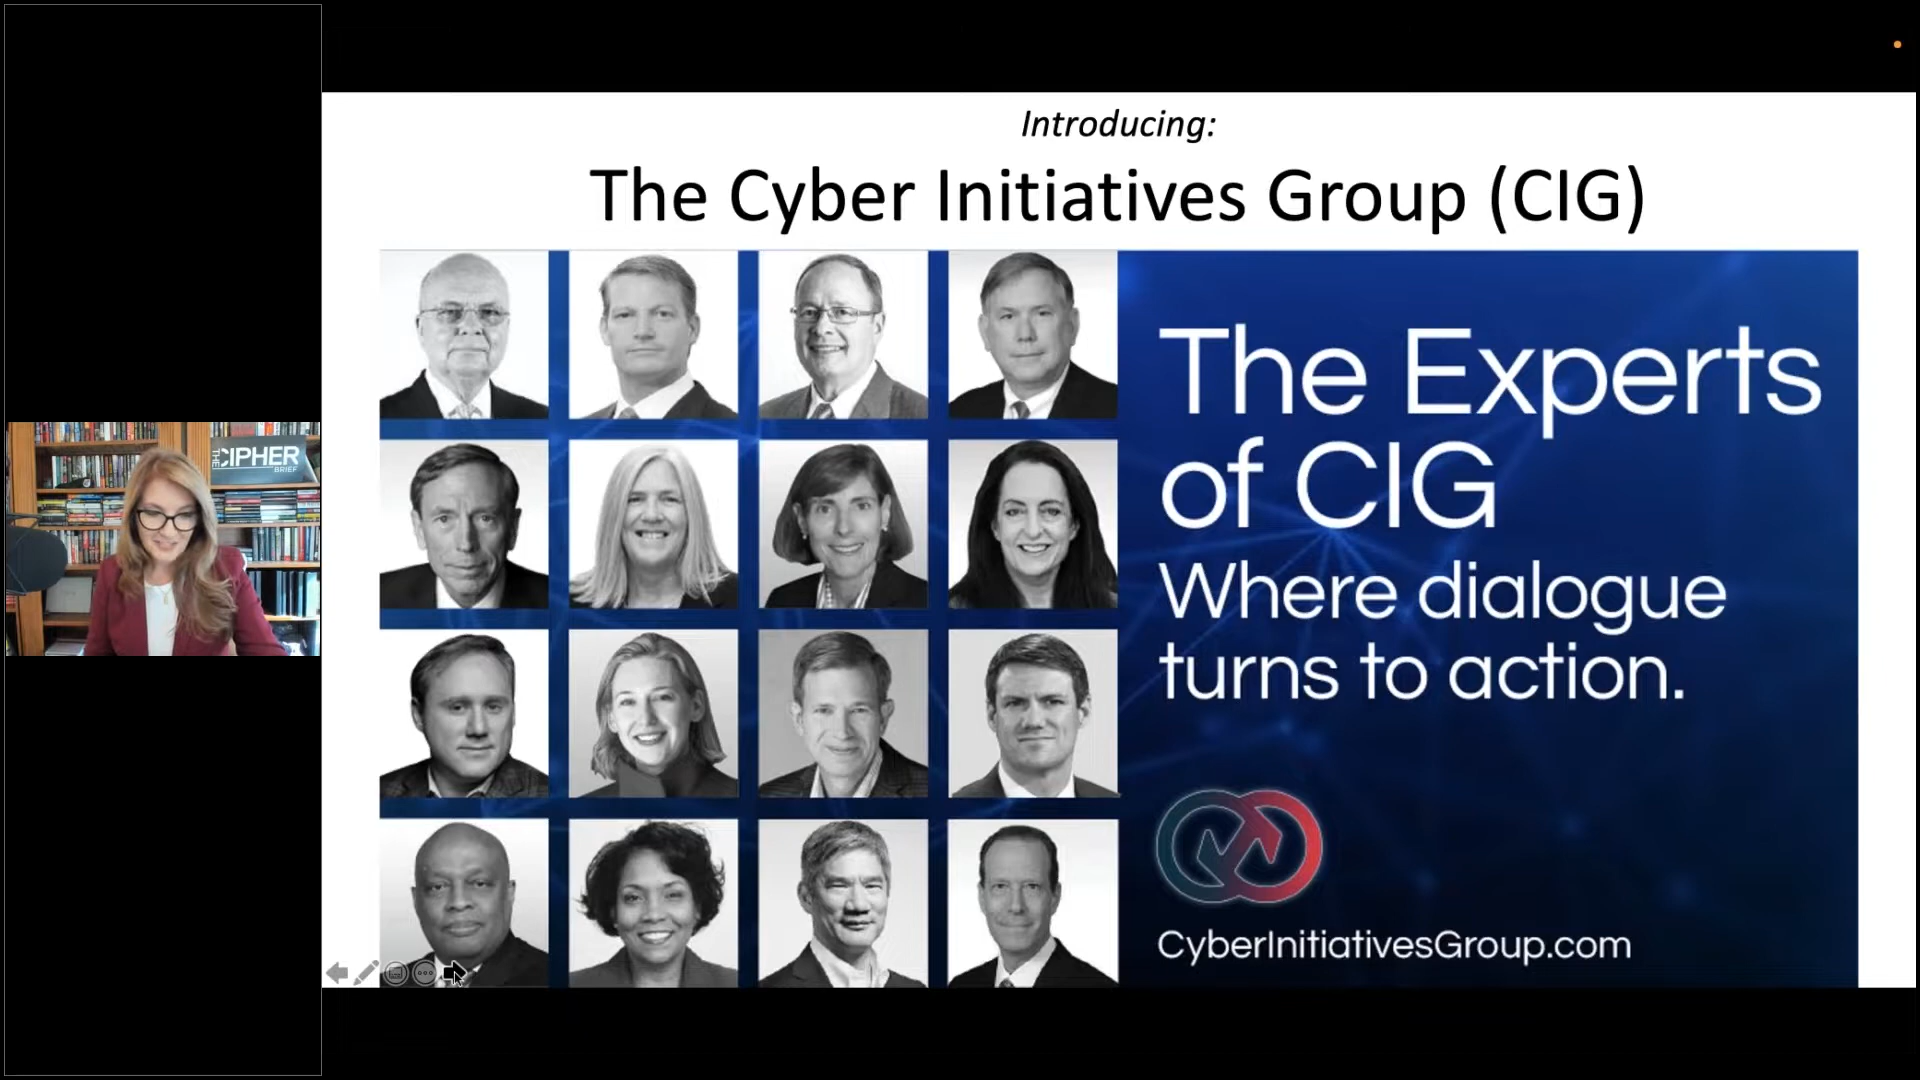 Introducing:
The Cyber Initiatives Group (CIG)
The Experts
of CIG
Where dialogue
turns to action.
CyberInitiativesGroup.com
THE CIPHER
BRIEF